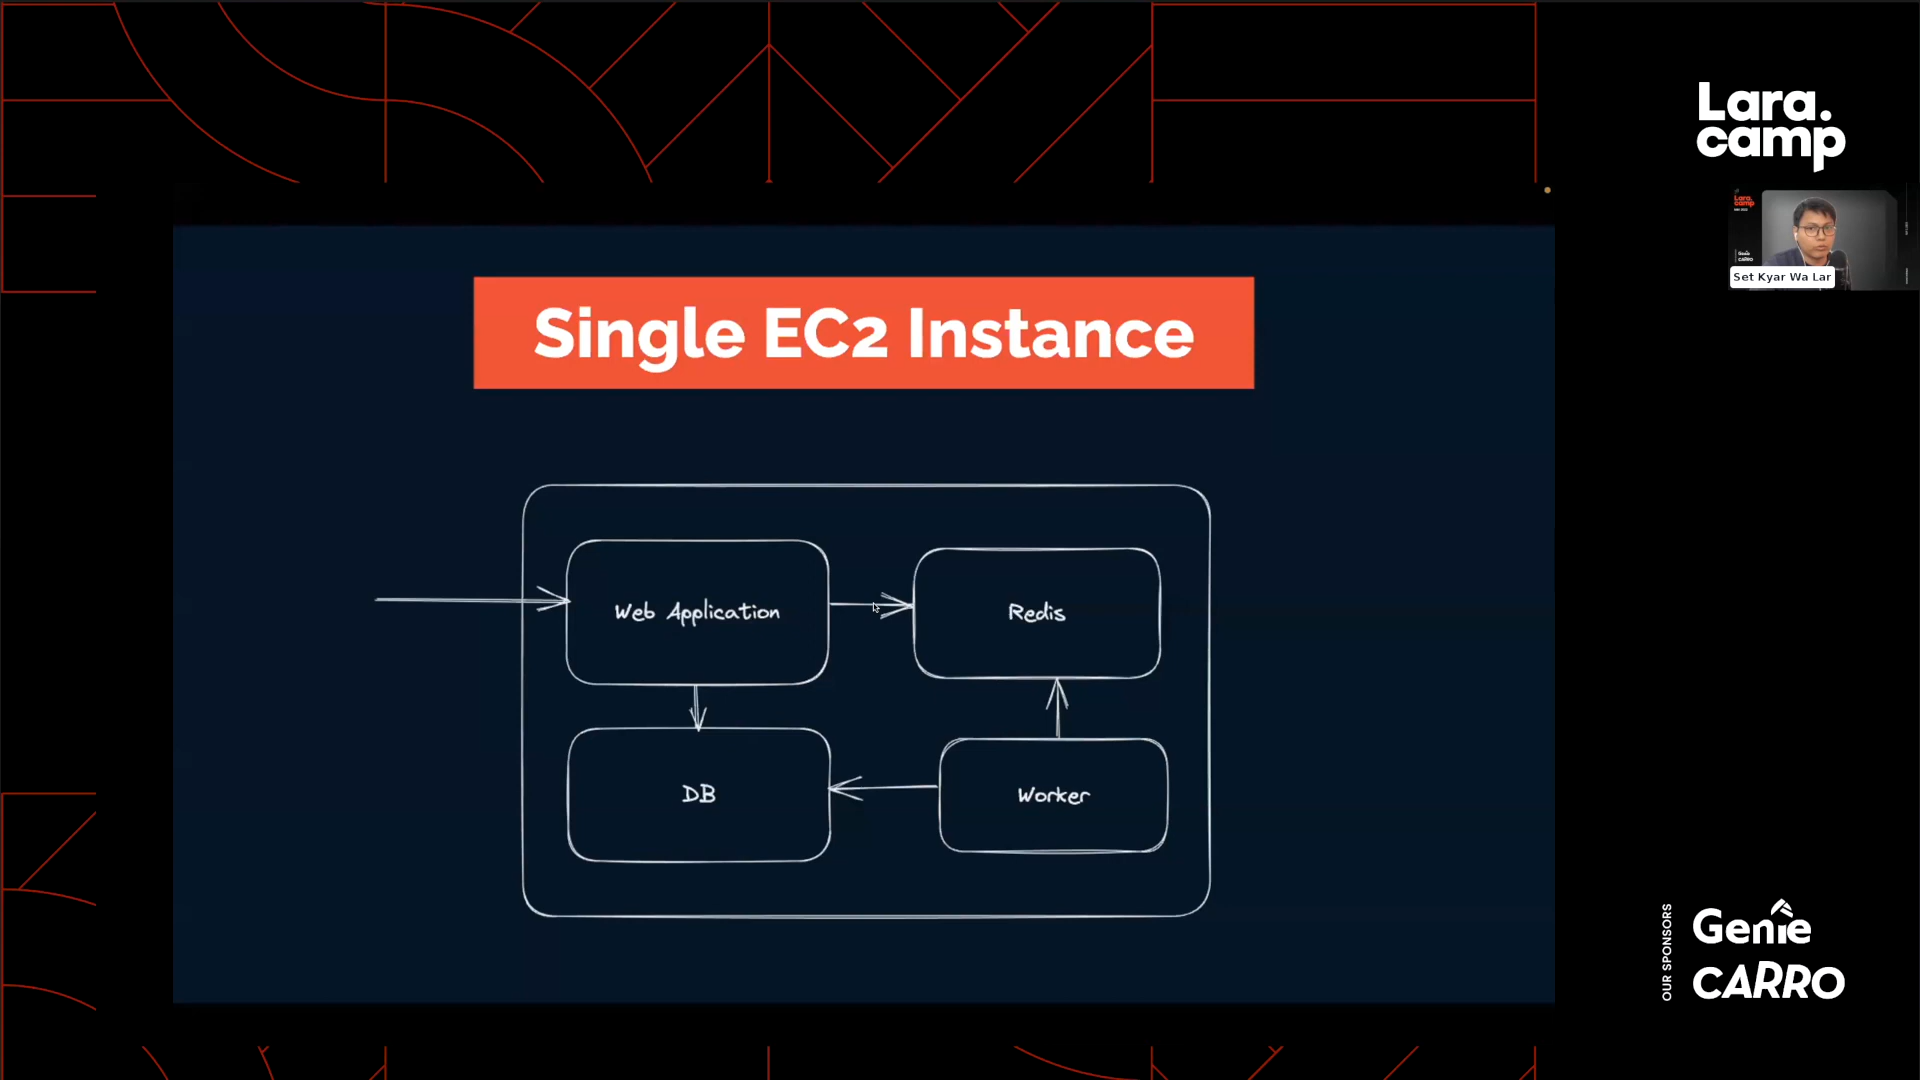 Lara.
camp
Set Kyar Wa Lar
Single EC2 Instance
Web Application
Redis
DB
Worker
OUR SPONSORS
Genie
CARRO